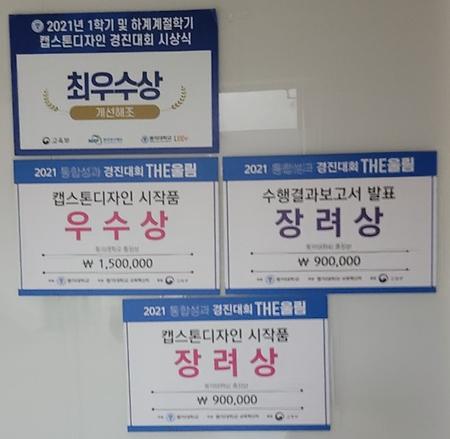 2021년 1학기 및 하계계절학기
캡스톤디자인 경진대회 시상식
최우수상
개선해조
교육부
2021 통합성과 경진대회 THE울림
캡스톤디자인 시작품
우수상
₩ 1,500,000
2021 통합성과 경진대회 THE울림
수행결과보고서 발표
장려상
₩ 900,000
2021 통합성과 경진대회 THE울림
캡스톤디자인 시작품
장려상
₩ 900,000